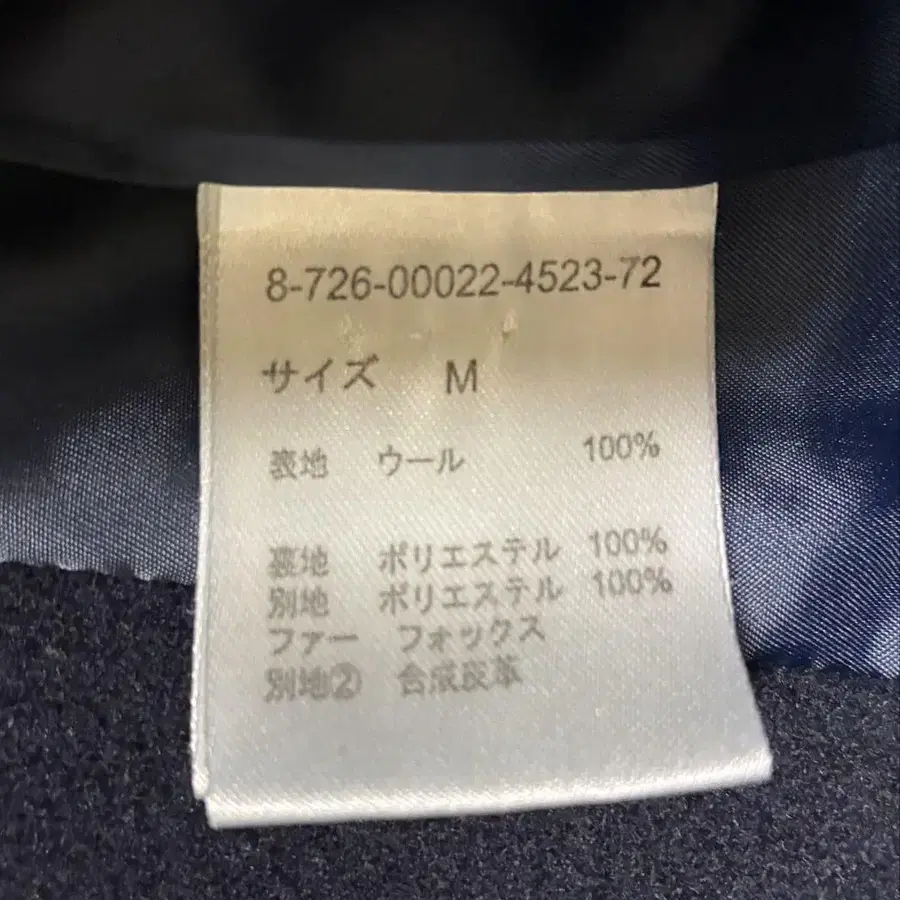 8-726-00022-4523-72
サイズ M
表地 ウール 100%
裏地 ポリエステル 100%
別地 ポリエステル 100%
ファー フォックス
別地② 合成皮革